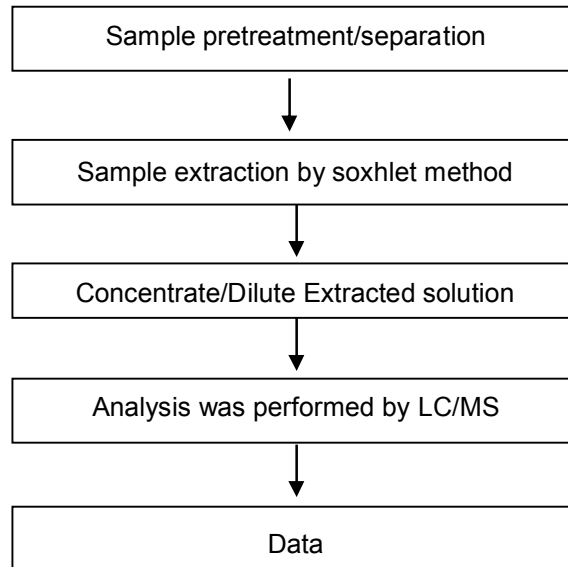 Sample pretreatment/separation
Sample extraction by soxhlet method
Concentrate/Dilute Extracted solution
Analysis was performed by LC/MS
Data